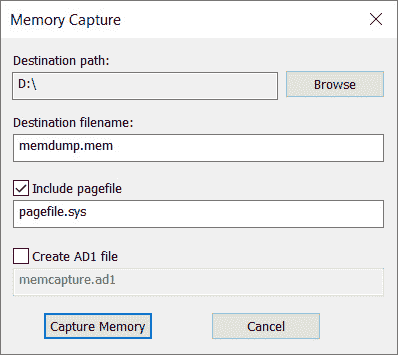 Memory Capture
Destination path:
D:\
Browse
Destination filename:
memdump.mem
Include pagefile
pagefile.sys
Create AD1 file
memcapture.ad1
Capture Memory
Cancel